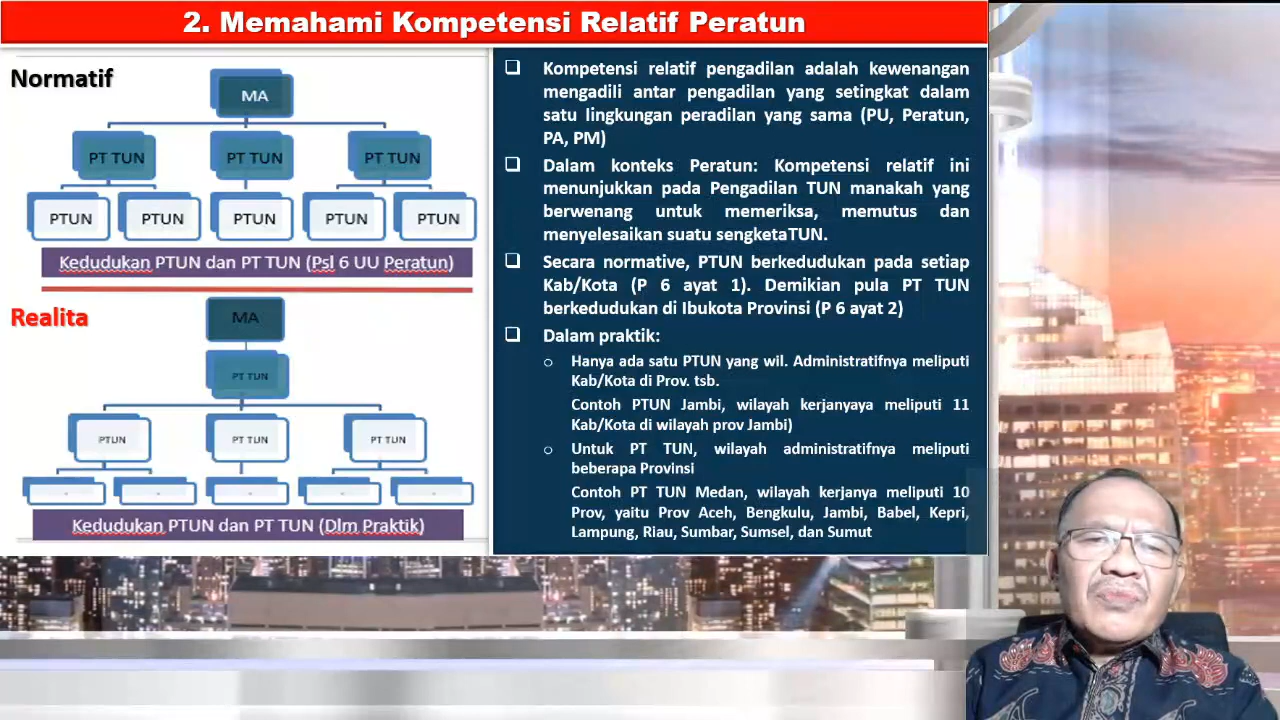 2. Memahami Kompetensi Relatif Peratun
Normatif
MA
PT TUN
PT TUN
PT TUN
PTUN
PTUN
PTUN
PTUN
PTUN
Kedudukan PTUN dan PT TUN (Psl 6 UU Peratun)
Realita
MA
PT TUN
PTUN
PT TUN
PT TUN
Kedudukan PTUN dan PT TUN (Dlm Praktik)
Kompetensi relatif pengadilan adalah kewenangan
mengadili antar pengadilan yang setingkat dalam
satu lingkungan peradilan yang sama (PU, Peratun,
PA, PM)
Dalam konteks Peratun: Kompetensi relatif ini
menunjukkan pada Pengadilan TUN manakah yang
berwenang untuk memeriksa, memutus dan
menyelesaikan suatu sengketaTUN.
Secara normative, PTUN berkedudukan pada setiap
Kab/Kota (P 6 ayat 1). Demikian pula PT TUN
berkedudukan di Ibukota Provinsi (P 6 ayat 2)
Dalam praktik:
Hanya ada satu PTUN yang wil. Administratifnya meliputi
Kab/Kota di Prov. tsb.
Contoh PTUN Jambi, wilayah kerjanyaya meliputi 11
Kab/Kota di wilayah prov Jambi)
Untuk PT TUN, wilayah administratifnya meliputi
beberapa Provinsi
Contoh PT TUN Medan, wilayah kerjanya meliputi 10
Prov, yaitu Prov Aceh, Bengkulu, Jambi, Babel, Kepri,
Lampung, Riau, Sumbar, Sumsel, dan Sumut